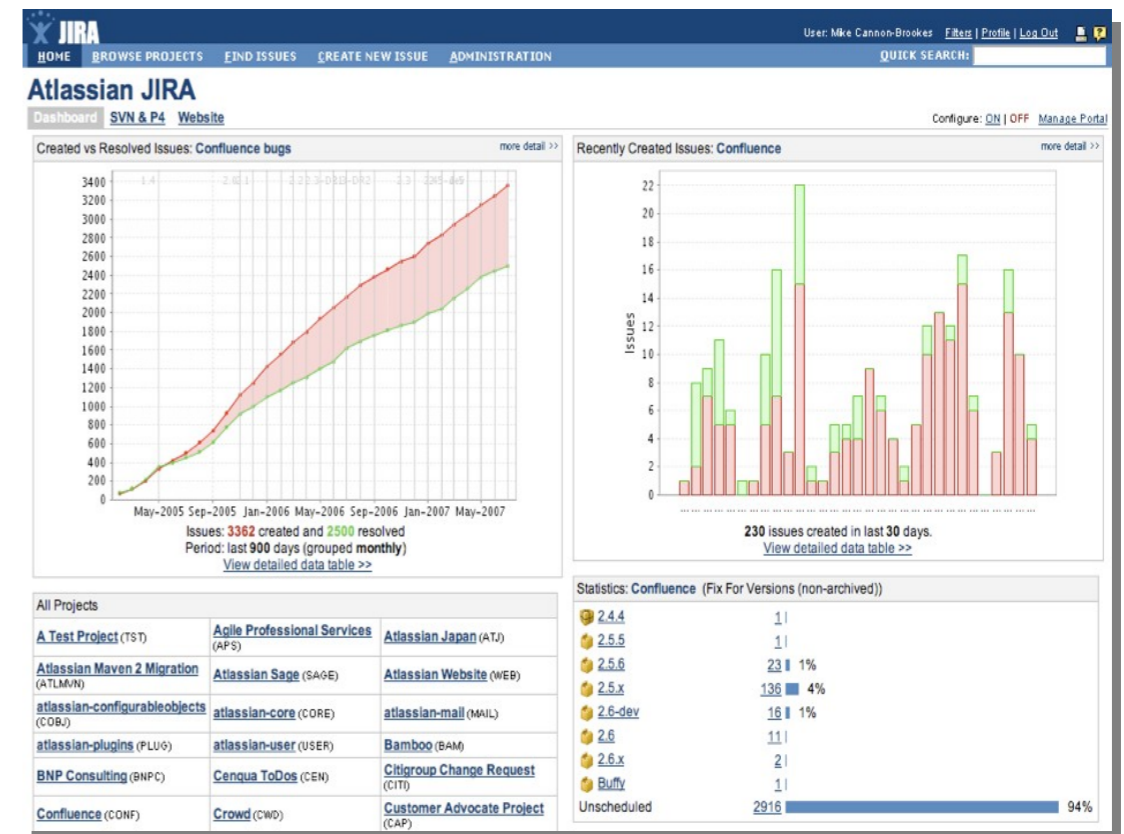 JIRA
User: Mike Cannon-Brookes Filters | Profile | Log Out
HOME BROWSE PROJECTS FIND ISSUES CREATE NEW ISSUE ADMINISTRATION QUICK SEARCH:
Atlassian JIRA
Dashboard SVN & P4 Website
Configure: ON | OFF Manage Portal
Created vs Resolved Issues: Confluence bugs more detail >>
3400
3200
3000
2800
2600
2400
2200
2000
1800
1600
1400
1200
1000
800
600
400
200
0
1.4
May-2005 Sep-2005 Jan-2006 May-2006 Sep-2006 Jan-2007 May-2007
Issues: 3362 created and 2500 resolved
Period: last 900 days (grouped monthly)
View detailed data table >>
Recently Created Issues: Confluence more detail >>
Issues
22
20
18
16
14
12
10
8
6
4
2
0
230 issues created in last 30 days.
View detailed data table >>
All Projects
A Test Project (TST) Agile Professional Services (APS) Atlassian Japan (ATJ)
Atlassian Maven 2 Migration (ATLMVN) Atlassian Sage (SAGE) Atlassian Website (WEB)
atlassian-configurableobjects (COBJ) atlassian-core (CORE) atlassian-mail (MAIL)
atlassian-plugins (PLUG) atlassian-user (USER) Bamboo (BAM)
BNP Consulting (BNPC) Cenqua ToDos (CEN) Citigroup Change Request (CITI)
Confluence (CONF) Crowd (CWD) Customer Advocate Project (CAP)
Statistics: Confluence (Fix For Versions (non-archived))
2.4.4 1
2.5.5 1
2.5.6 23 1%
2.5.x 136 4%
2.6-dev 16 1%
2.6 11
2.6.x 2
Buffy 1
Unscheduled 2916 94%